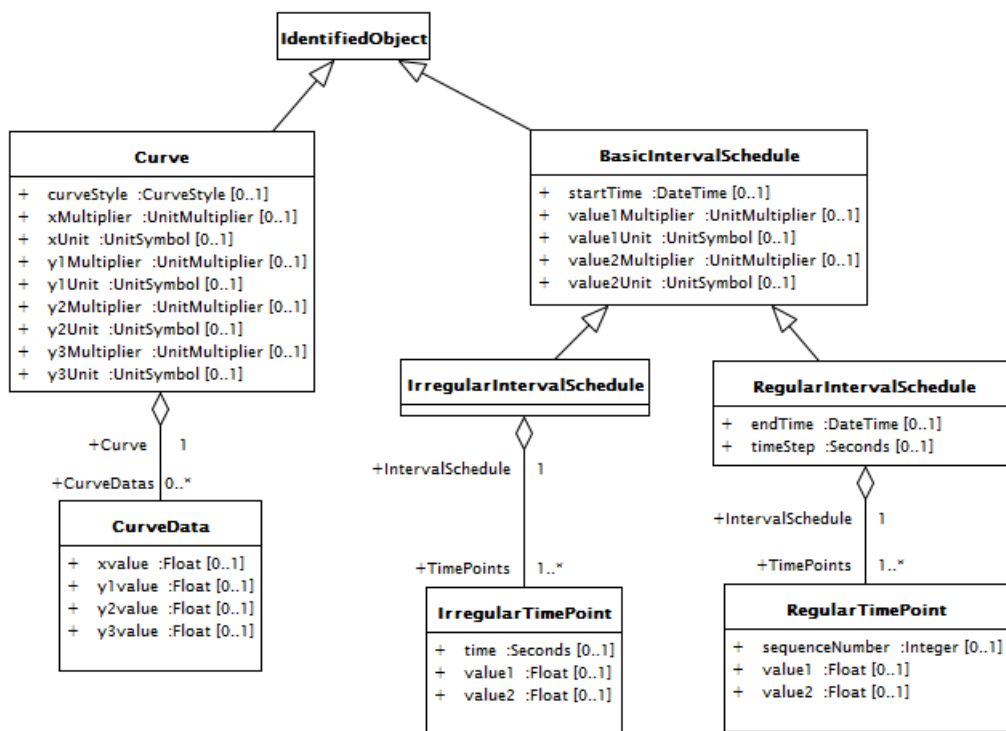 IdentifiedObject
Curve
+ curveStyle :CurveStyle [0..1]
+ xMultiplier :UnitMultiplier [0..1]
+ xUnit :UnitSymbol [0..1]
+ y1Multiplier :UnitMultiplier [0..1]
+ y1Unit :UnitSymbol [0..1]
+ y2Multiplier :UnitMultiplier [0..1]
+ y2Unit :UnitSymbol [0..1]
+ y3Multiplier :UnitMultiplier [0..1]
+ y3Unit :UnitSymbol [0..1]
BasicIntervalSchedule
+ startTime :DateTime [0..1]
+ value1Multiplier :UnitMultiplier [0..1]
+ value1Unit :UnitSymbol [0..1]
+ value2Multiplier :UnitMultiplier [0..1]
+ value2Unit :UnitSymbol [0..1]
IrregularIntervalSchedule
RegularIntervalSchedule
+ endTime :DateTime [0..1]
+ timeStep :Seconds [0..1]
+Curve 1
+CurveDatas 0..*
CurveData
+ xvalue :Float [0..1]
+ y1value :Float [0..1]
+ y2value :Float [0..1]
+ y3value :Float [0..1]
+IntervalSchedule 1
+TimePoints 1..*
IrregularTimePoint
+ time :Seconds [0..1]
+ value1 :Float [0..1]
+ value2 :Float [0..1]
+IntervalSchedule 1
+TimePoints 1..*
RegularTimePoint
+ sequenceNumber :Integer [0..1]
+ value1 :Float [0..1]
+ value2 :Float [0..1]